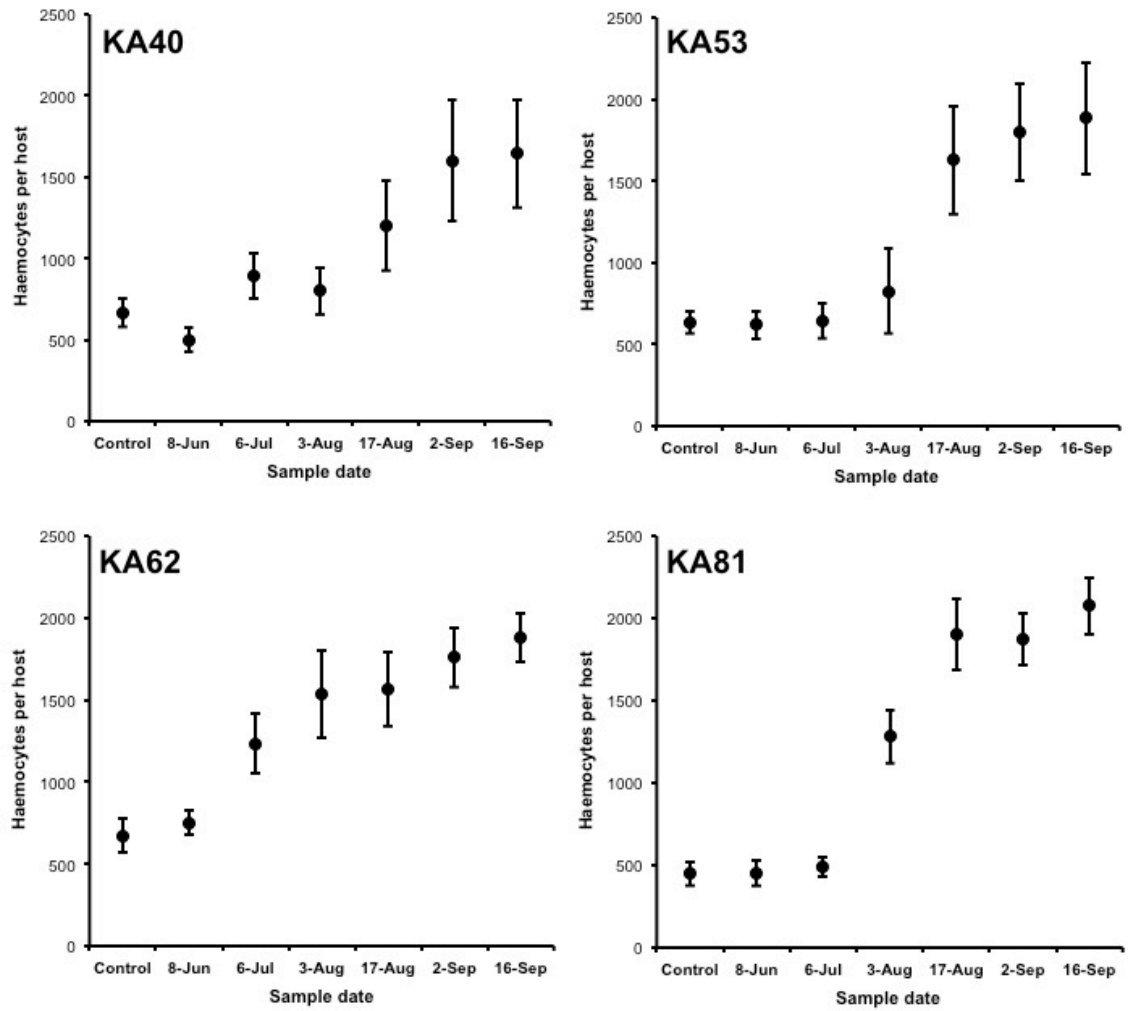 KA40
2500
2000
1500
1000
500
0
Haemocytes per host
Control 8-Jun 6-Jul 3-Aug 17-Aug 2-Sep 16-Sep
Sample date
KA53
2500
2000
1500
1000
500
0
Haemocytes per host
Control 8-Jun 6-Jul 3-Aug 17-Aug 2-Sep 16-Sep
Sample date
KA62
2500
2000
1500
1000
500
0
Haemocytes per host
Control 8-Jun 6-Jul 3-Aug 17-Aug 2-Sep 16-Sep
Sample date
KA81
2500
2000
1500
1000
500
0
Haemocytes per host
Control 8-Jun 6-Jul 3-Aug 17-Aug 2-Sep 16-Sep
Sample date